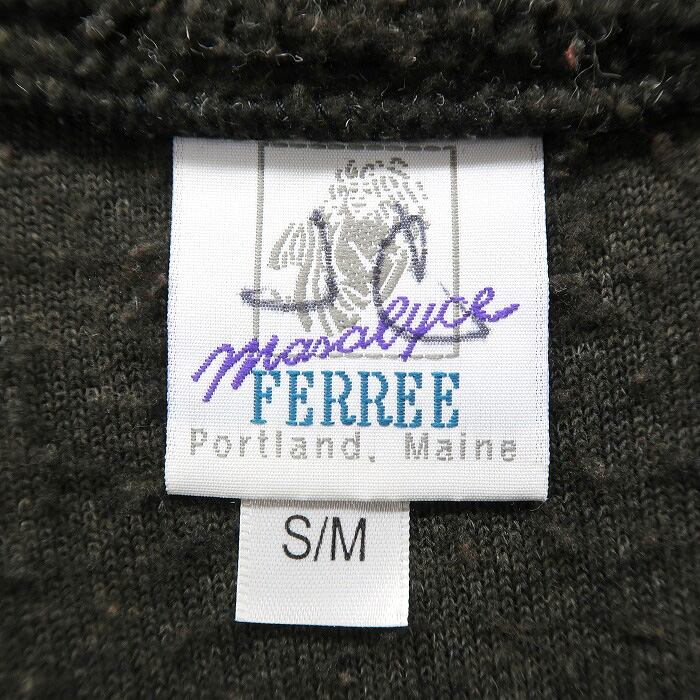 masalyce
FERREE
Portland, Maine
S/M